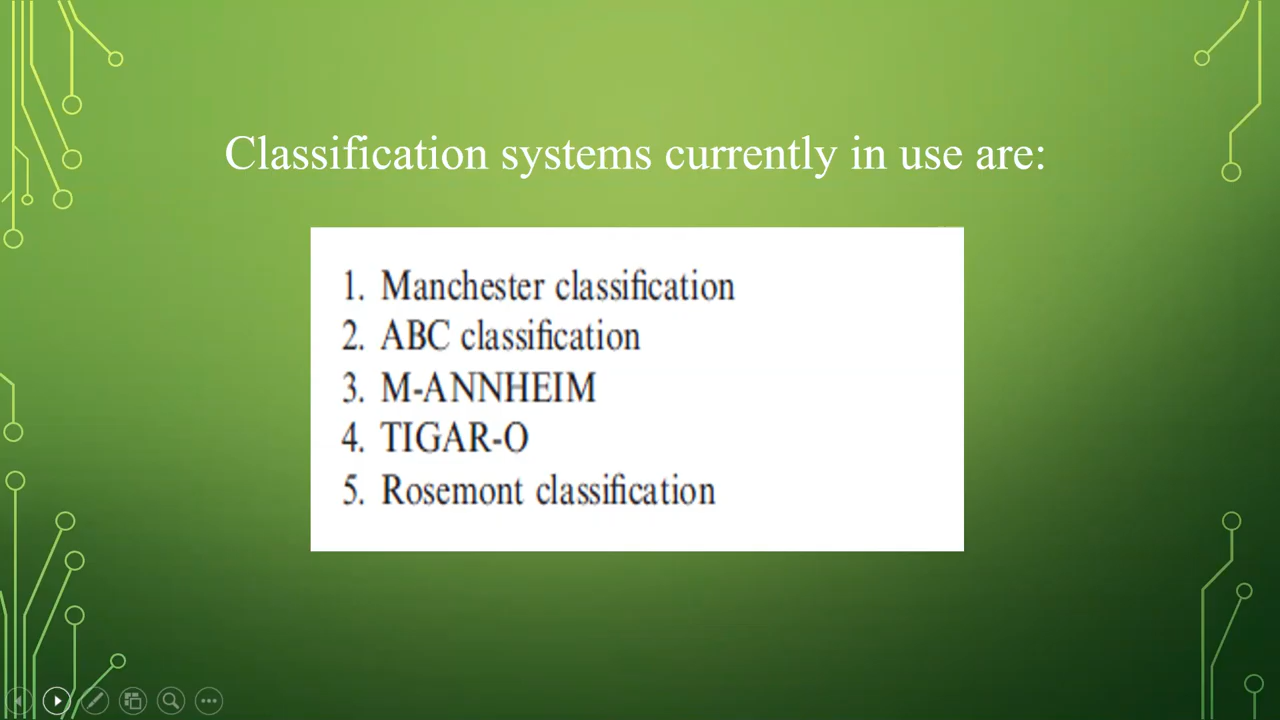 Classification systems currently in use are:
1. Manchester classification
2. ABC classification
3. M-ANNHEIM
4. TIGAR-O
5. Rosemont classification